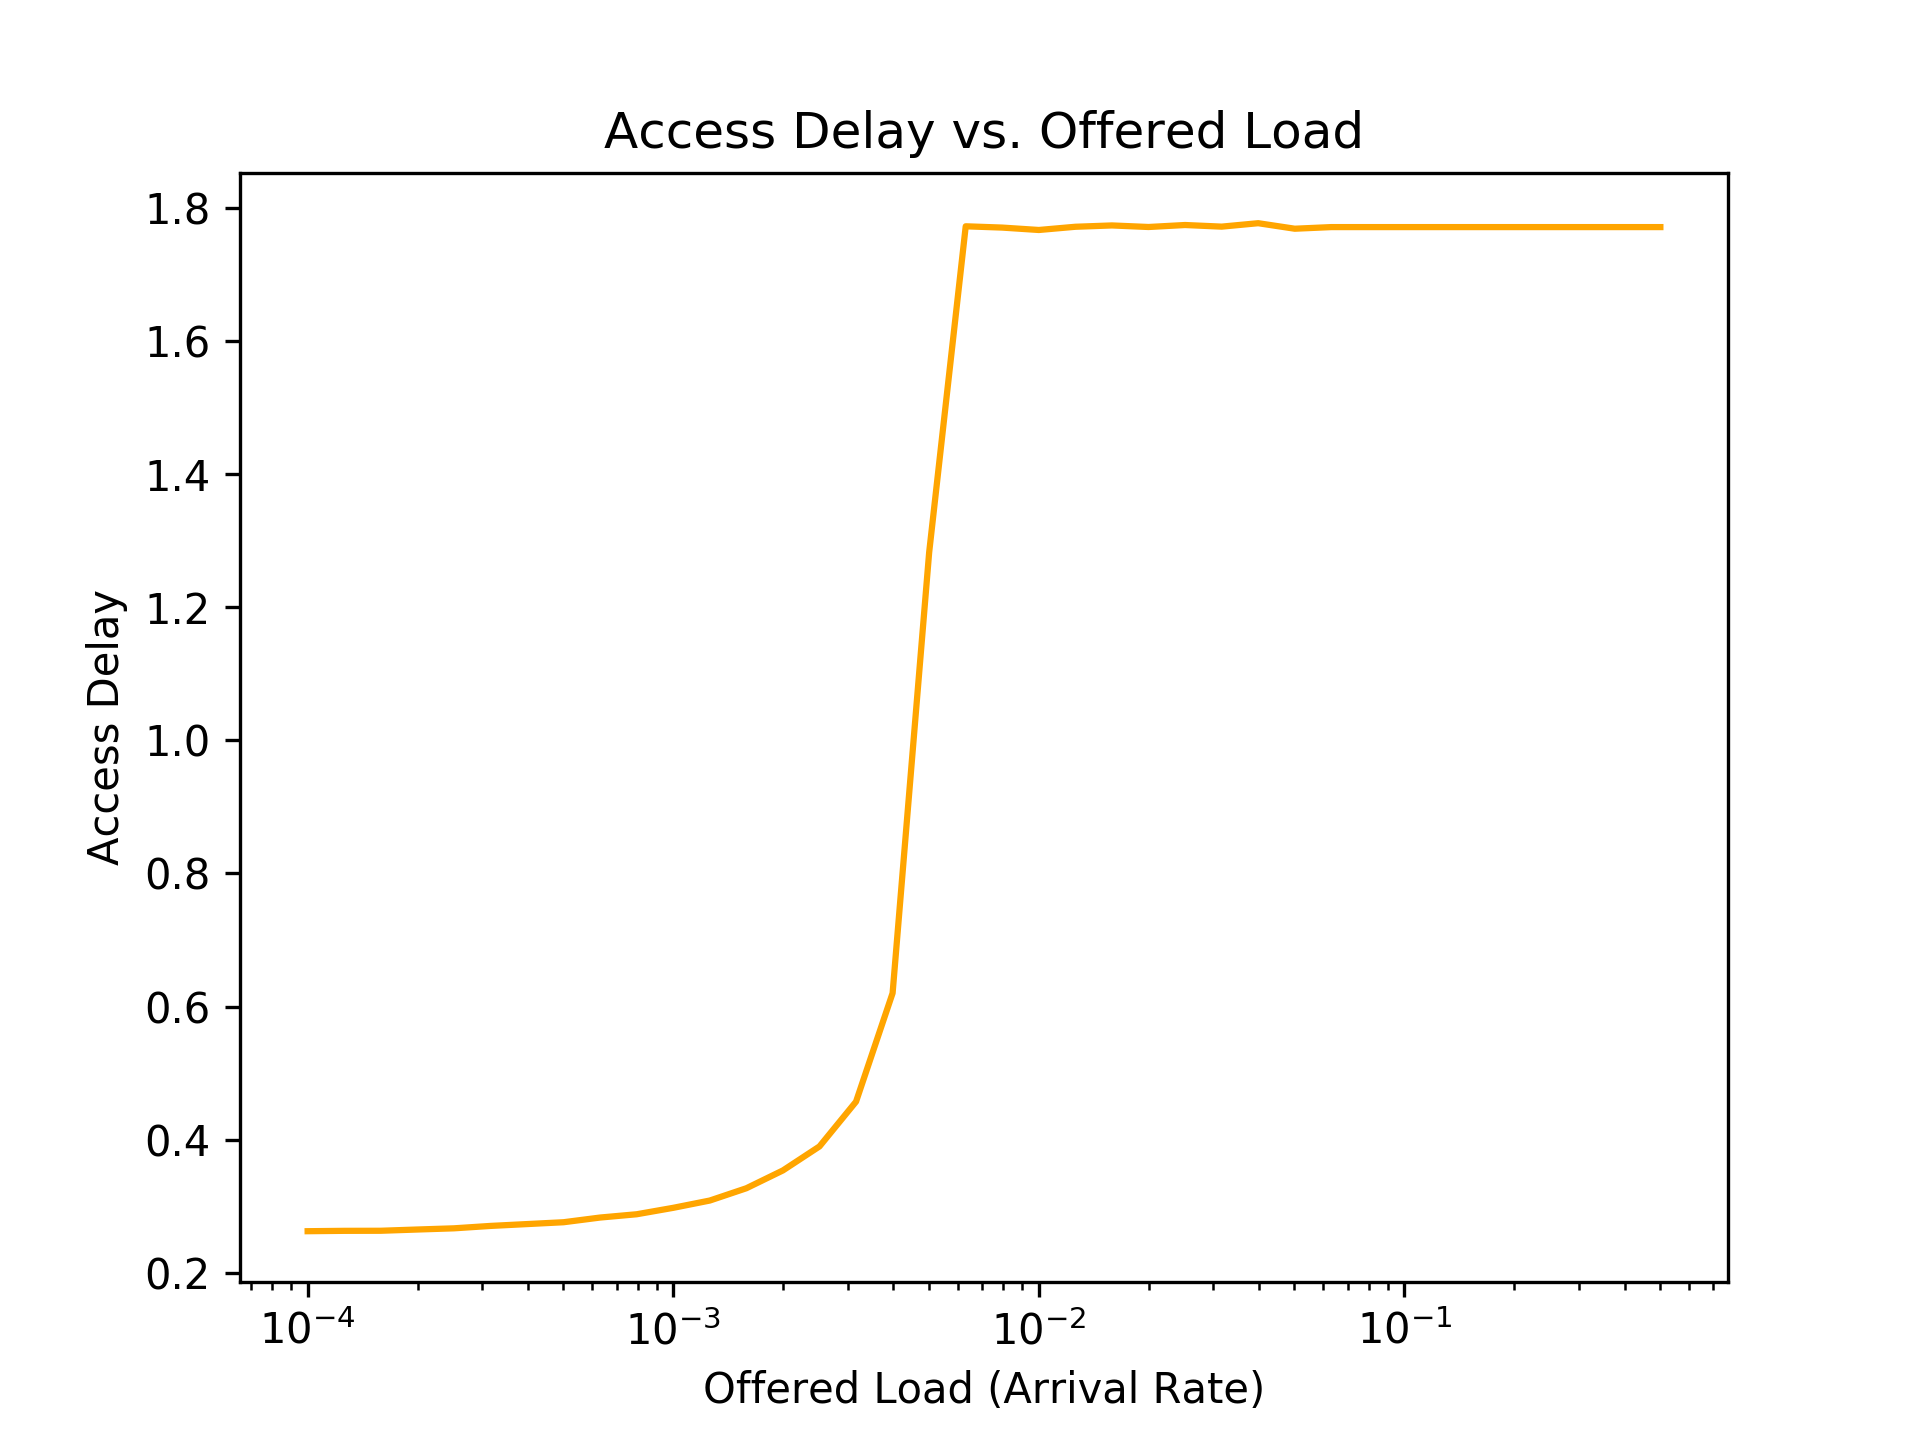 Access Delay vs. Offered Load
1.8
1.6
1.4
1.2
1.0
0.8
0.6
0.4
0.2
Access Delay
10⁻⁴ 10⁻³ 10⁻² 10⁻¹
Offered Load (Arrival Rate)